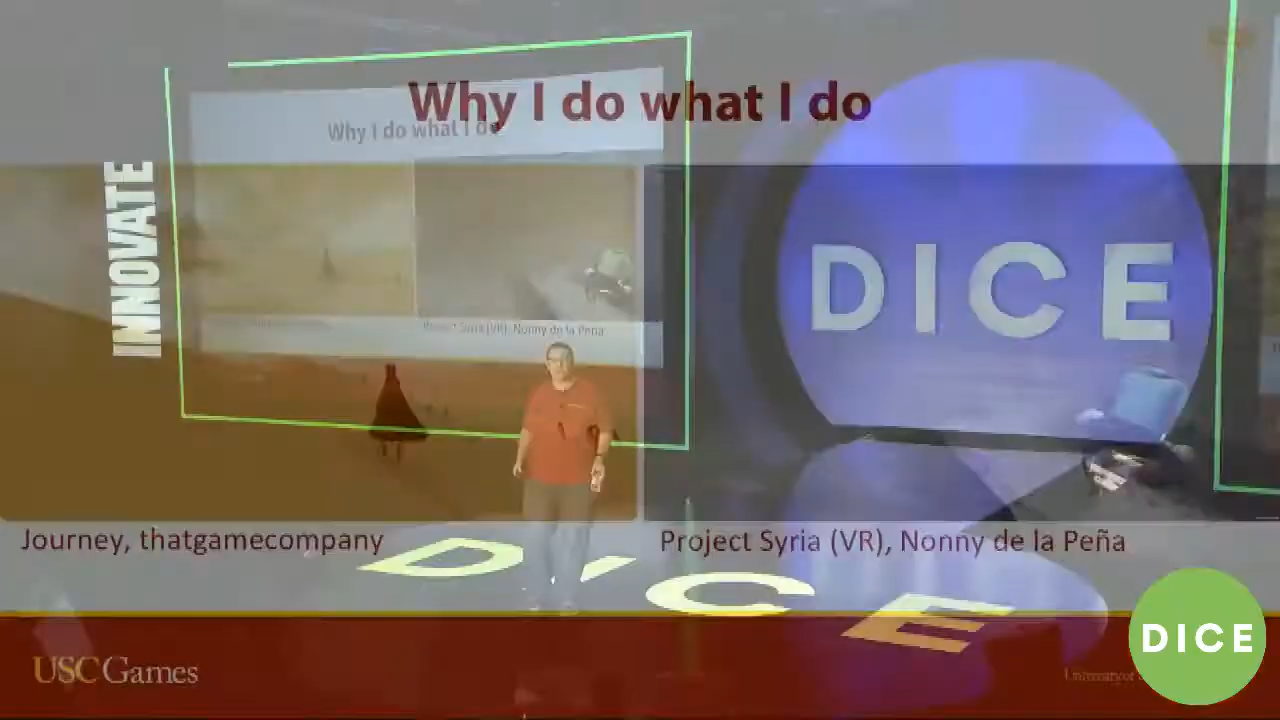 Why I do what I do
Why I do what I do
INNOVATE
DICE
Project Syria (VR), Nonny de la Peña
Journey, thatgamecompany
Project Syria (VR), Nonny de la Peña
DICE
USC Games
DICE